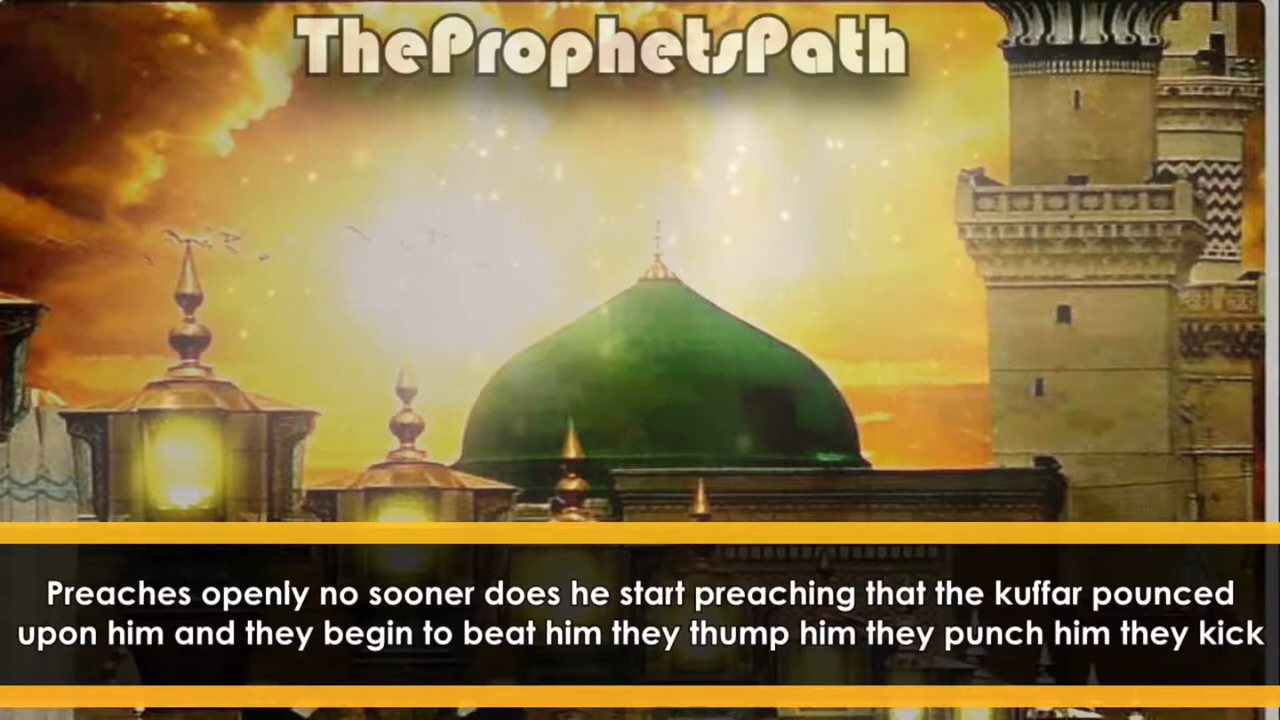 TheProphetsPath
Preaches openly no sooner does he start preaching that the kuffar pounced
upon him and they begin to beat him they thump him they punch him they kick